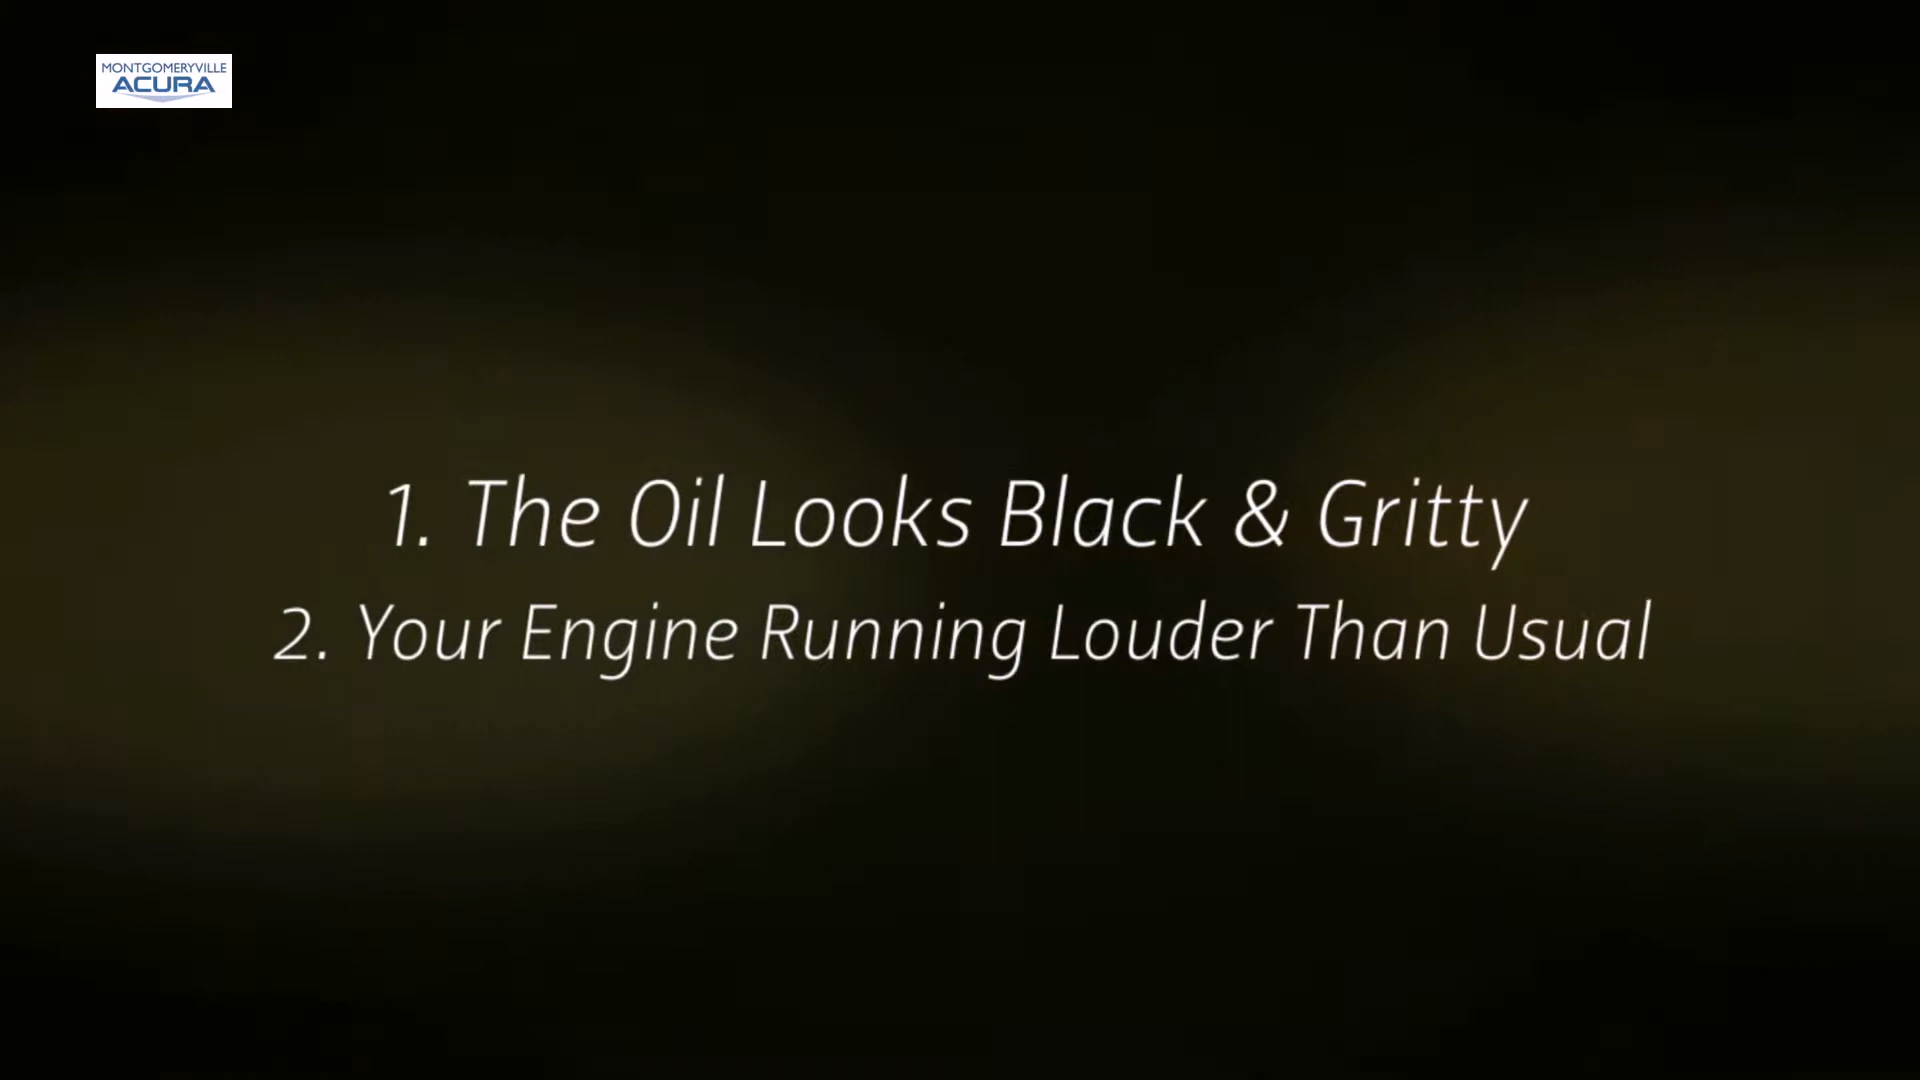 MONTGOMERYVILLE
ACURA
1. The Oil Looks Black & Gritty
2. Your Engine Running Louder Than Usual